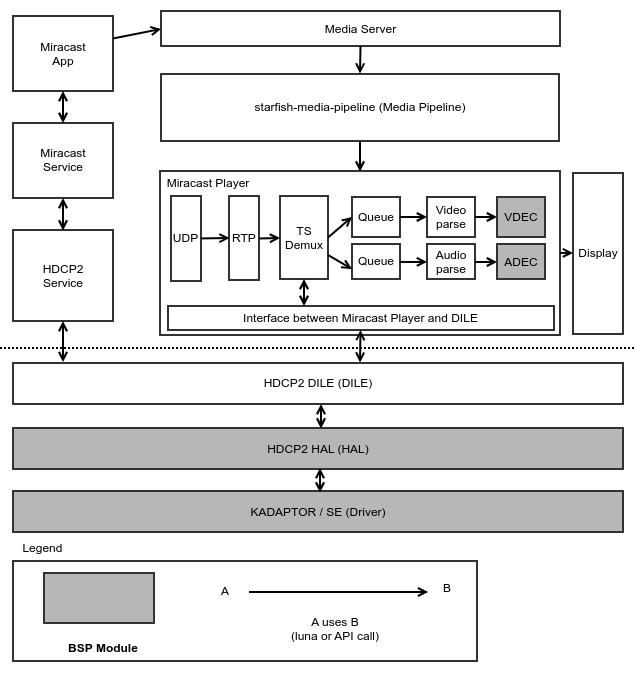 Miracast
App
Media Server
starfish-media-pipeline (Media Pipeline)
Miracast
Service
HDCP2
Service
Miracast Player
UDP
RTP
TS
Demux
Queue
Video
parse
VDEC
Queue
Audio
parse
ADEC
Display
Interface between Miracast Player and DILE
HDCP2 DILE (DILE)
HDCP2 HAL (HAL)
KADAPTOR / SE (Driver)
Legend
BSP Module
A
B
A uses B
(luna or API call)